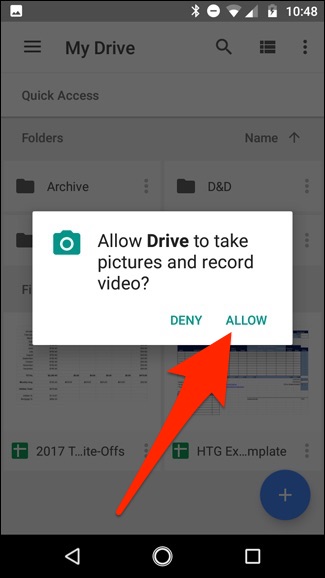 10:48
My Drive
Quick Access
Folders
Name
Archive
D&D
Allow Drive to take
pictures and record
video?
DENY
ALLOW
Fi
2017 T...ite-Offs
HTG Ex...mplate